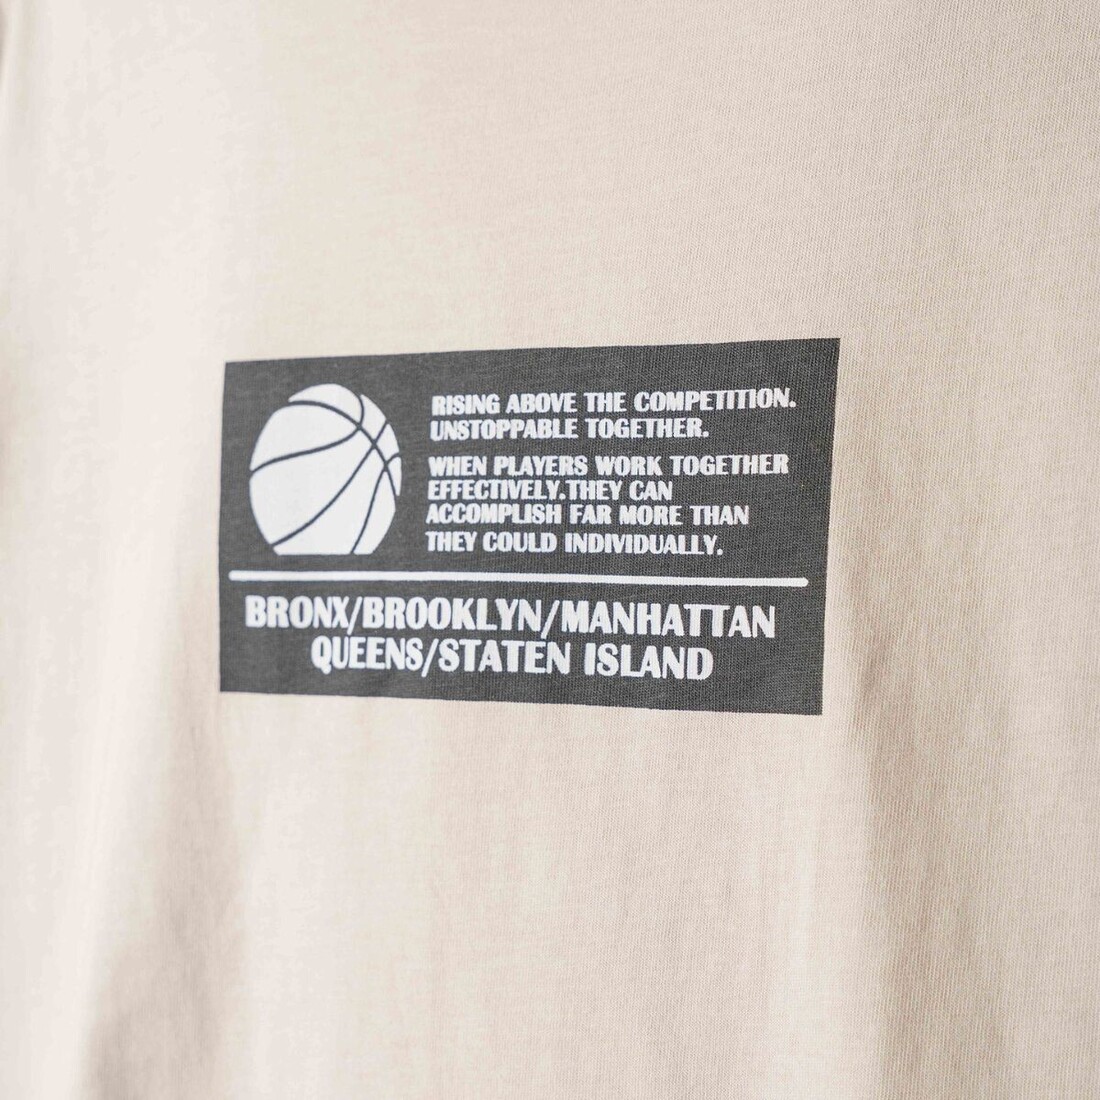 RISING ABOVE THE COMPETITION.
UNSTOPPABLE TOGETHER.
WHEN PLAYERS WORK TOGETHER
EFFECTIVELY.THEY CAN
ACCOMPLISH FAR MORE THAN
THEY COULD INDIVIDUALLY.
BRONX/BROOKLYN/MANHATTAN
QUEENS/STATEN ISLAND